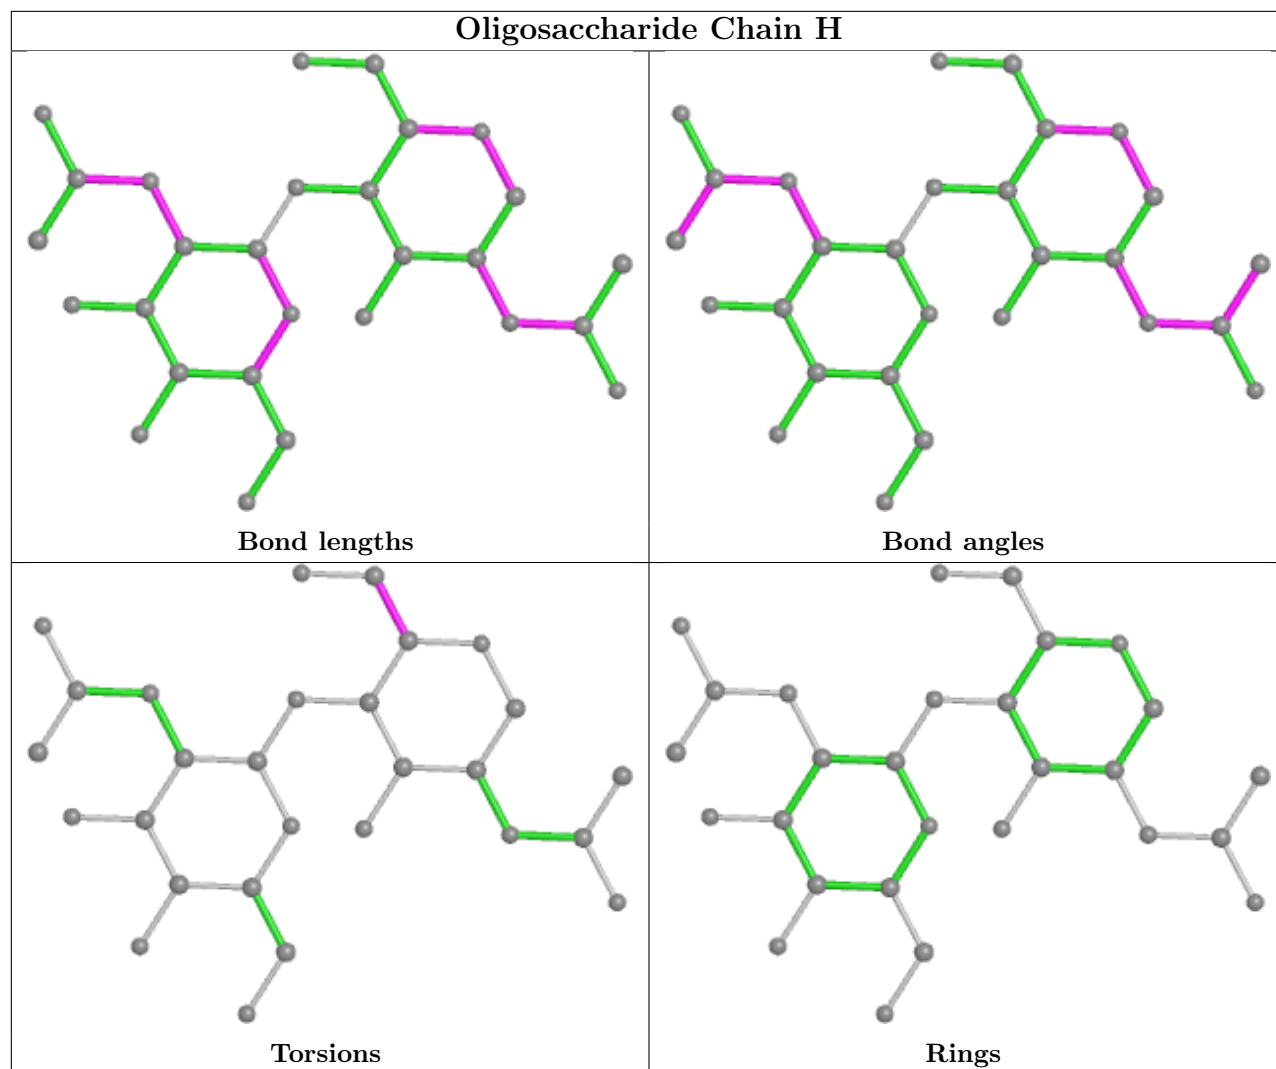 Oligosaccharide Chain H
Bond lengths
Bond angles
Torsions
Rings